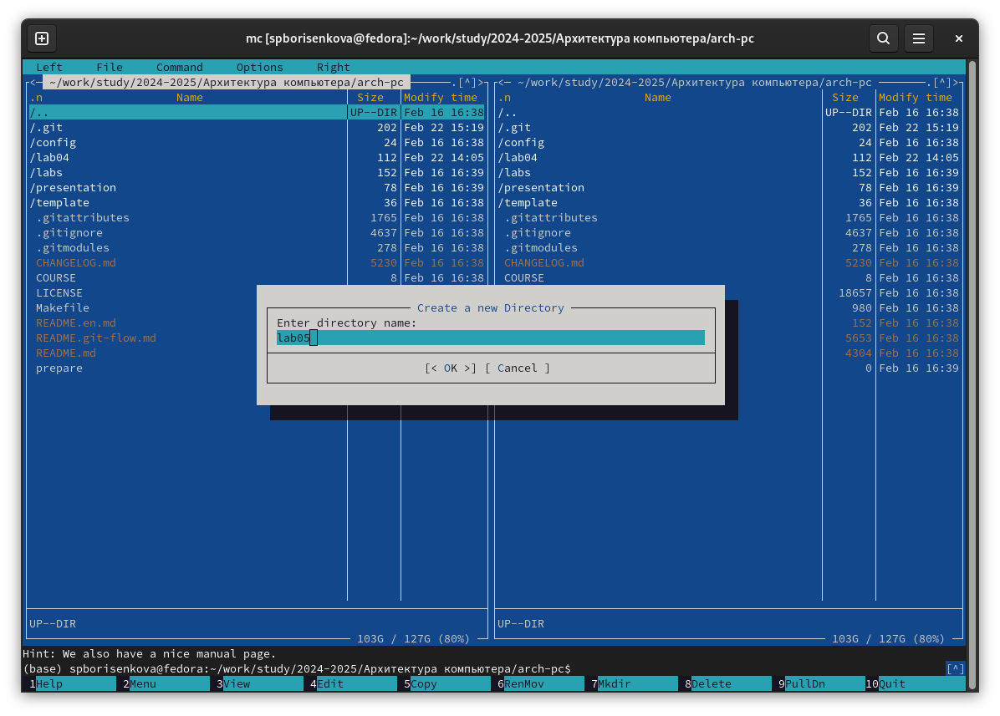 mc [spborisenkova@fedora]:~/work/study/2024-2025/Архитектура компьютера/arch-pc
Left File Command Options Right
<─ ~/work/study/2024-2025/Архитектура компьютера/arch-pc .[^]> <─ ~/work/study/2024-2025/Архитектура компьютера/arch-pc .[^]>
.n Name Size Modify time .n Name Size Modify time
/.. UP--DIR Feb 16 16:38 /.. UP--DIR Feb 16 16:38
/.git 202 Feb 22 15:19 /.git 202 Feb 22 15:19
/config 24 Feb 16 16:38 /config 24 Feb 16 16:38
/lab04 112 Feb 22 14:05 /lab04 112 Feb 22 14:05
/labs 152 Feb 16 16:39 /labs 152 Feb 16 16:39
/presentation 78 Feb 16 16:39 /presentation 78 Feb 16 16:39
/template 36 Feb 16 16:38 /template 36 Feb 16 16:38
.gitattributes 1765 Feb 16 16:38 .gitattributes 1765 Feb 16 16:38
.gitignore 4637 Feb 16 16:38 .gitignore 4637 Feb 16 16:38
.gitmodules 278 Feb 16 16:38 .gitmodules 278 Feb 16 16:38
CHANGELOG.md 5230 Feb 16 16:38 CHANGELOG.md 5230 Feb 16 16:38
COURSE 8 Feb 16 16:38 COURSE 8 Feb 16 16:38
LICENSE 18657 Feb 16 16:38
Makefile Create a new Directory 980 Feb 16 16:38
README.en.md Enter directory name: 152 Feb 16 16:38
README.git-flow.md lab05 5653 Feb 16 16:38
README.md 4304 Feb 16 16:38
prepare [< OK >] [ Cancel ] 0 Feb 16 16:39
UP--DIR UP--DIR
103G / 127G (80%) 103G / 127G (80%)
Hint: We also have a nice manual page.
(base) spborisenkova@fedora:~/work/study/2024-2025/Архитектура компьютера/arch-pc$ [^]
1Help 2Menu 3View 4Edit 5Copy 6RenMov 7Mkdir 8Delete 9PullDn 10Quit